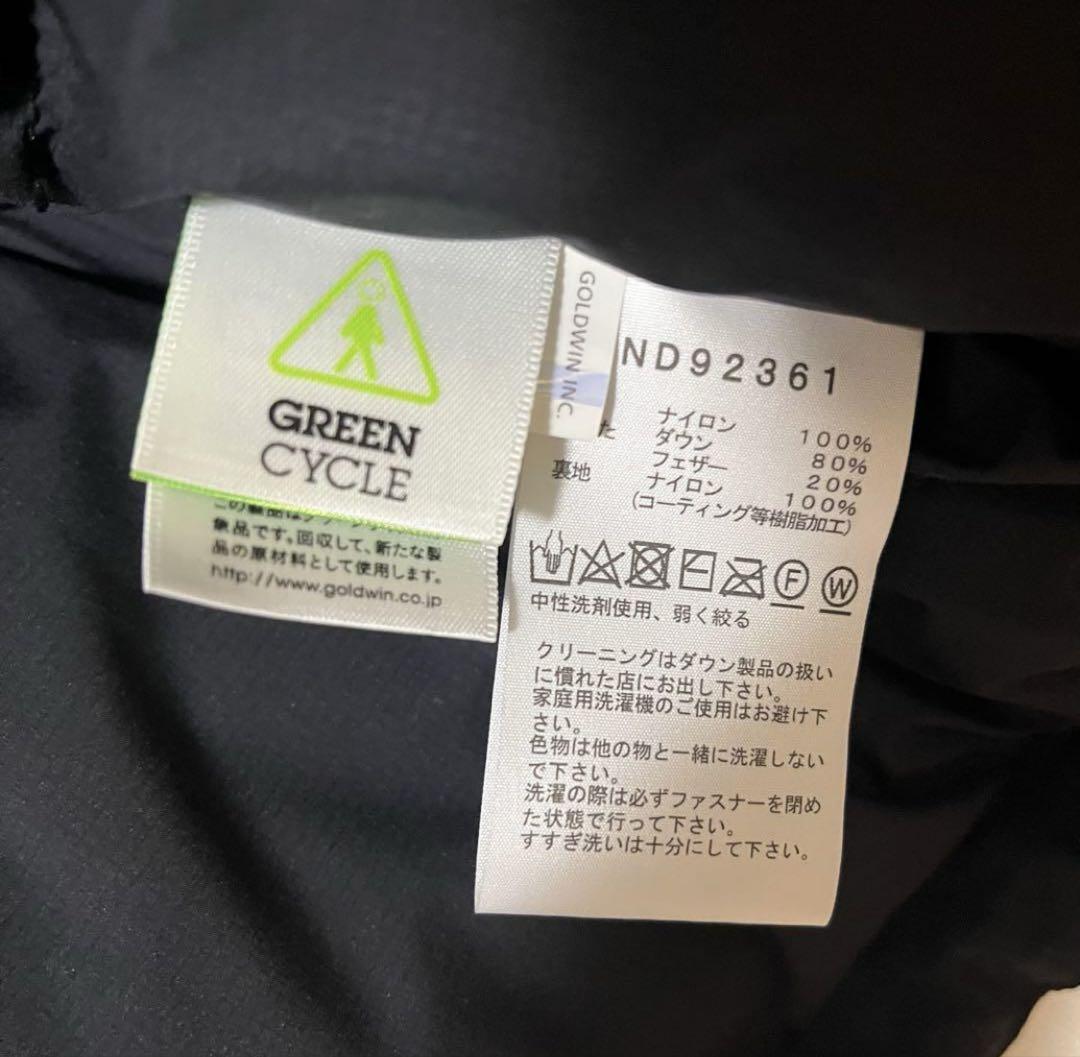 GREEN
CYCLE
象品です。回収して、新たな製
品の原材料として使用します。
http://www.goldwin.co.jp
GOLDWIN INC.
ND92361
ナイロン 100%
た ダウン 80%
フェザー 20%
裏地 ナイロン 100%
(コーティング等樹脂加工)
F W
中性洗剤使用、弱く絞る
クリーニングはダウン製品の扱い
に慣れた店にお出し下さい。
家庭用洗濯機のご使用はお避け下
さい。
色物は他の物と一緒に洗濯しない
で下さい。
洗濯の際は必ずファスナーを閉め
た状態で行って下さい。
すすぎ洗いは十分にして下さい。